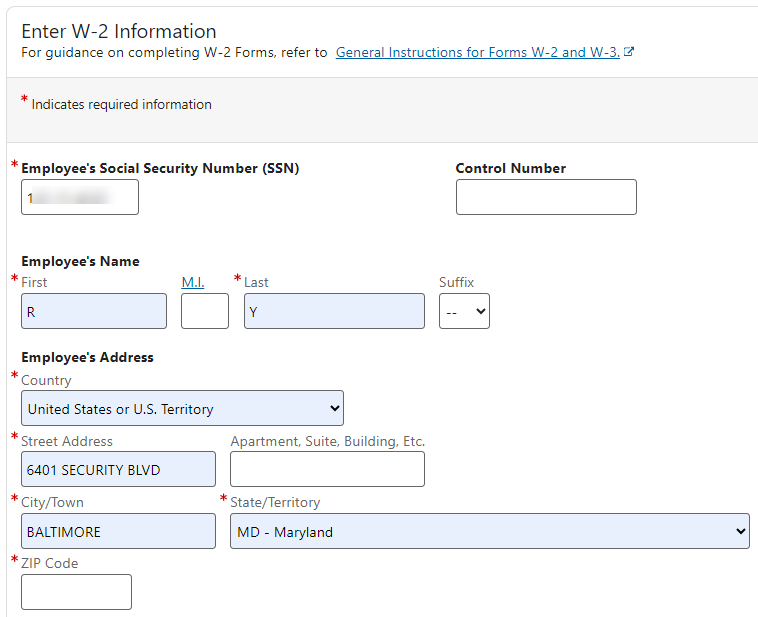 Enter W-2 Information
For guidance on completing W-2 Forms, refer to General Instructions for Forms W-2 and W-3.
* Indicates required information
* Employee's Social Security Number (SSN) Control Number
1
Employee's Name
* First M.I. * Last Suffix
R Y --
Employee's Address
* Country
United States or U.S. Territory
* Street Address Apartment, Suite, Building, Etc.
6401 SECURITY BLVD
* City/Town * State/Territory
BALTIMORE MD - Maryland
* ZIP Code